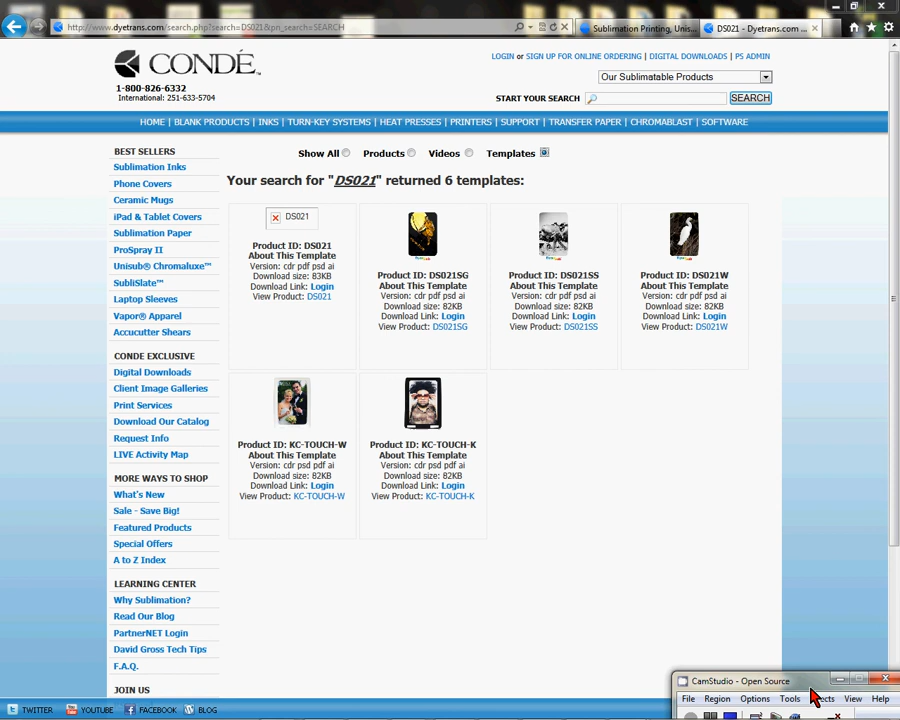 http://www.dyetrans.com/search.php?search=DS021&pn_search=SEARCH
Sublimation Printing, Unis...
DS021 - Dyetrans.com ...
CONDÉ
1-800-826-6332
International: 251-633-5704
LOGIN or SIGN UP FOR ONLINE ORDERING | DIGITAL DOWNLOADS | PS ADMIN
Our Sublimatable Products
START YOUR SEARCH SEARCH
HOME | BLANK PRODUCTS | INKS | TURN-KEY SYSTEMS | HEAT PRESSES | PRINTERS | SUPPORT | TRANSFER PAPER | CHROMABLAST | SOFTWARE
BEST SELLERS
Sublimation Inks
Phone Covers
Ceramic Mugs
iPad & Tablet Covers
Sublimation Paper
ProSpray II
Unisub® Chromaluxe™
SubliSlate™
Laptop Sleeves
Vapor® Apparel
Accucutter Shears
CONDE EXCLUSIVE
Digital Downloads
Client Image Galleries
Print Services
Download Our Catalog
Request Info
LIVE Activity Map
MORE WAYS TO SHOP
What's New
Sale - Save Big!
Featured Products
Special Offers
A to Z Index
LEARNING CENTER
Why Sublimation?
Read Our Blog
PartnerNET Login
David Gross Tech Tips
F.A.Q.
JOIN US
Show All Products Videos Templates
Your search for "DS021" returned 6 templates:
DS021
Product ID: DS021
About This Template
Version: cdr pdf psd ai
Download size: 83KB
Download Link: Login
View Product: DS021
Product ID: DS021SG
About This Template
Version: cdr pdf psd ai
Download size: 82KB
Download Link: Login
View Product: DS021SG
Product ID: DS021SS
About This Template
Version: cdr pdf psd ai
Download size: 82KB
Download Link: Login
View Product: DS021SS
Product ID: DS021W
About This Template
Version: cdr pdf psd ai
Download size: 82KB
Download Link: Login
View Product: DS021W
Product ID: KC-TOUCH-W
About This Template
Version: cdr psd pdf ai
Download size: 82KB
Download Link: Login
View Product: KC-TOUCH-W
Product ID: KC-TOUCH-K
About This Template
Version: cdr psd pdf ai
Download size: 82KB
Download Link: Login
View Product: KC-TOUCH-K
CamStudio - Open Source
File Region Options Tools View Help
TWITTER YOUTUBE FACEBOOK BLOG